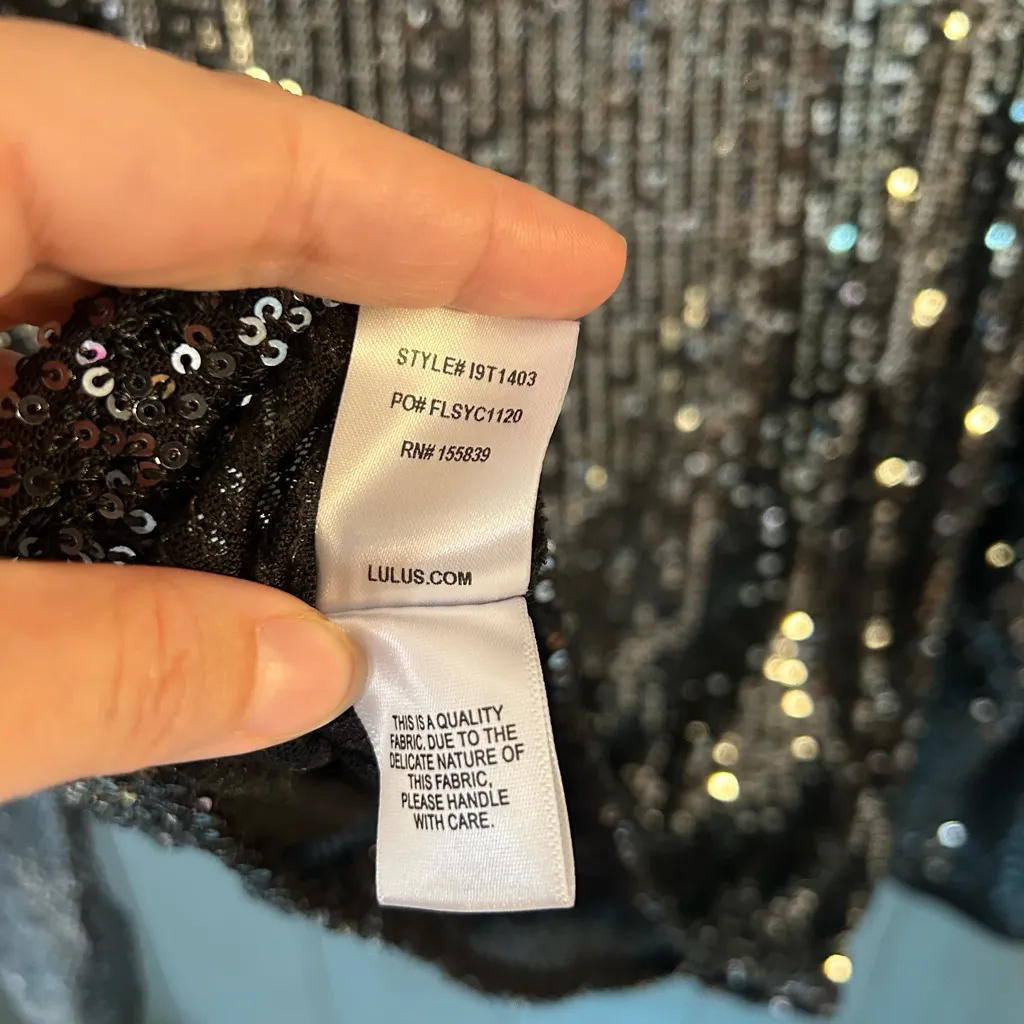 STYLE# I9T1403
PO# FLSYC1120
RN# 155839
LULUS.COM
THIS IS A QUALITY
FABRIC, DUE TO THE
DELICATE NATURE OF
THIS FABRIC,
PLEASE HANDLE
WITH CARE.